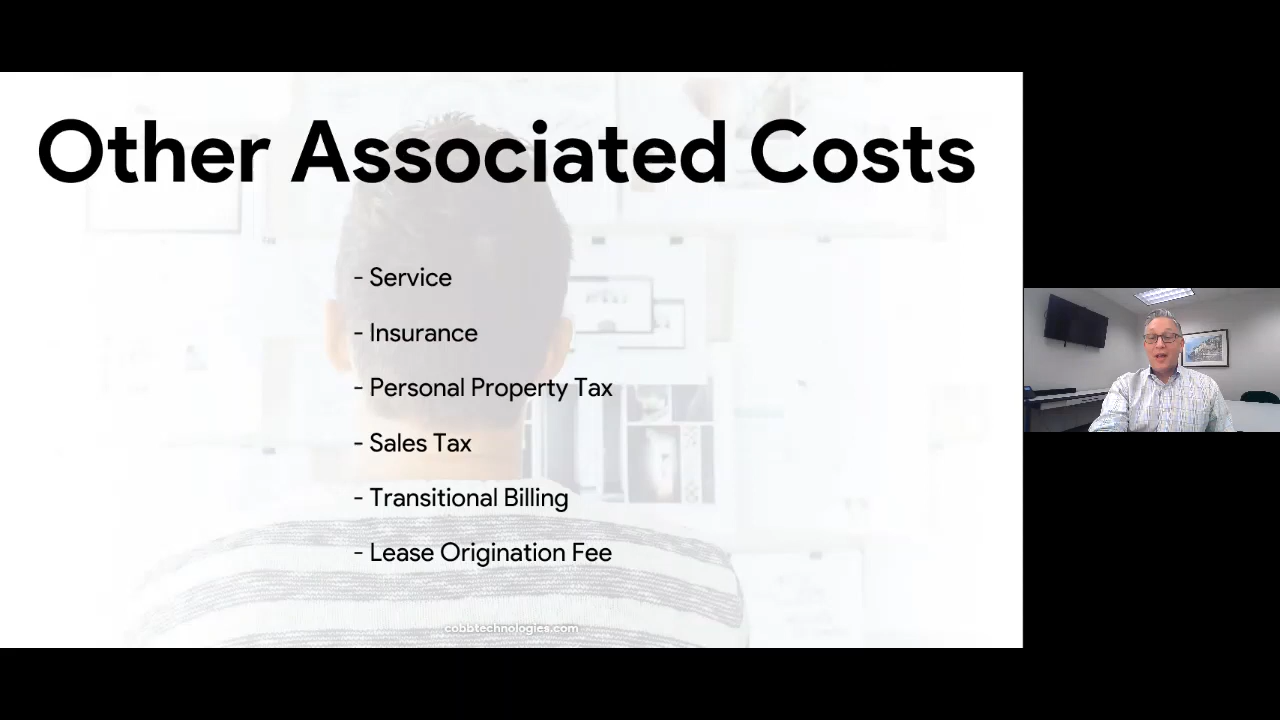 Other Associated Costs
- Service
- Insurance
- Personal Property Tax
- Sales Tax
- Transitional Billing
- Lease Origination Fee
cobbtechnologies.com